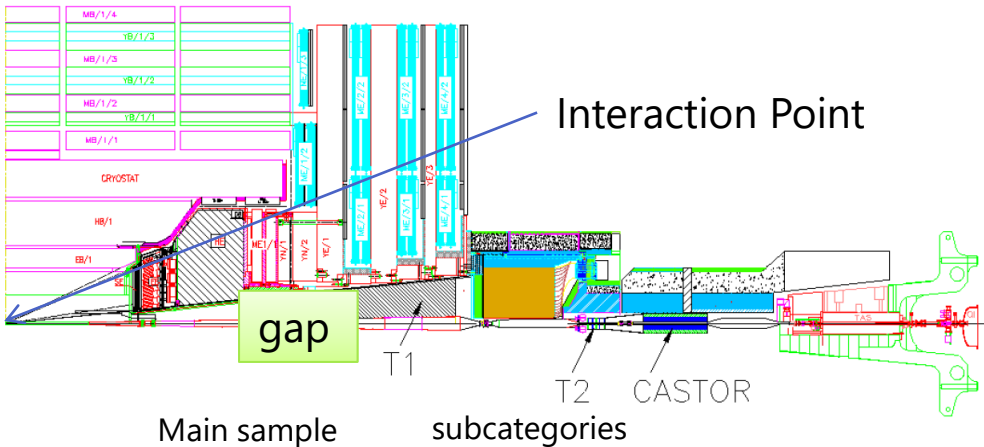 MB/1/4
YB/1/3
MB/1/3
YB/1/2
MB/1/2
YB/1/1
MB/1/1
CRYOSTAT
HB/1
EB/1
ME/1/3
ME/1/2
ME/2/2
ME/3/2
ME/4/2
ME/2/1
ME/3/1
ME/4/1
YE/3
YE/2
YE/1
YN/2
YN/1
ME1/1
Interaction Point
gap
T1
T2
CASTOR
TAS
Main sample
subcategories